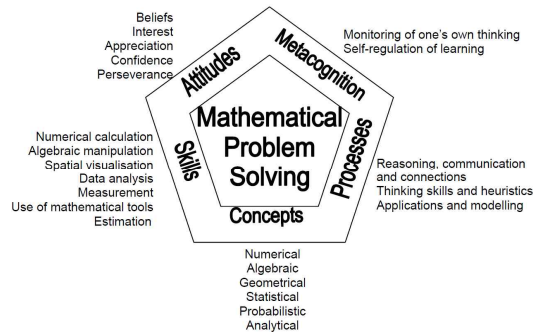 Beliefs
Interest
Appreciation
Confidence
Perseverance
Attitudes
Metacognition
Monitoring of one's own thinking
Self-regulation of learning
Mathematical
Problem
Solving
Numerical calculation
Algebraic manipulation
Spatial visualisation
Data analysis
Measurement
Use of mathematical tools
Estimation
Skills
Processes
Reasoning, communication
and connections
Thinking skills and heuristics
Applications and modelling
Concepts
Numerical
Algebraic
Geometrical
Statistical
Probabilistic
Analytical